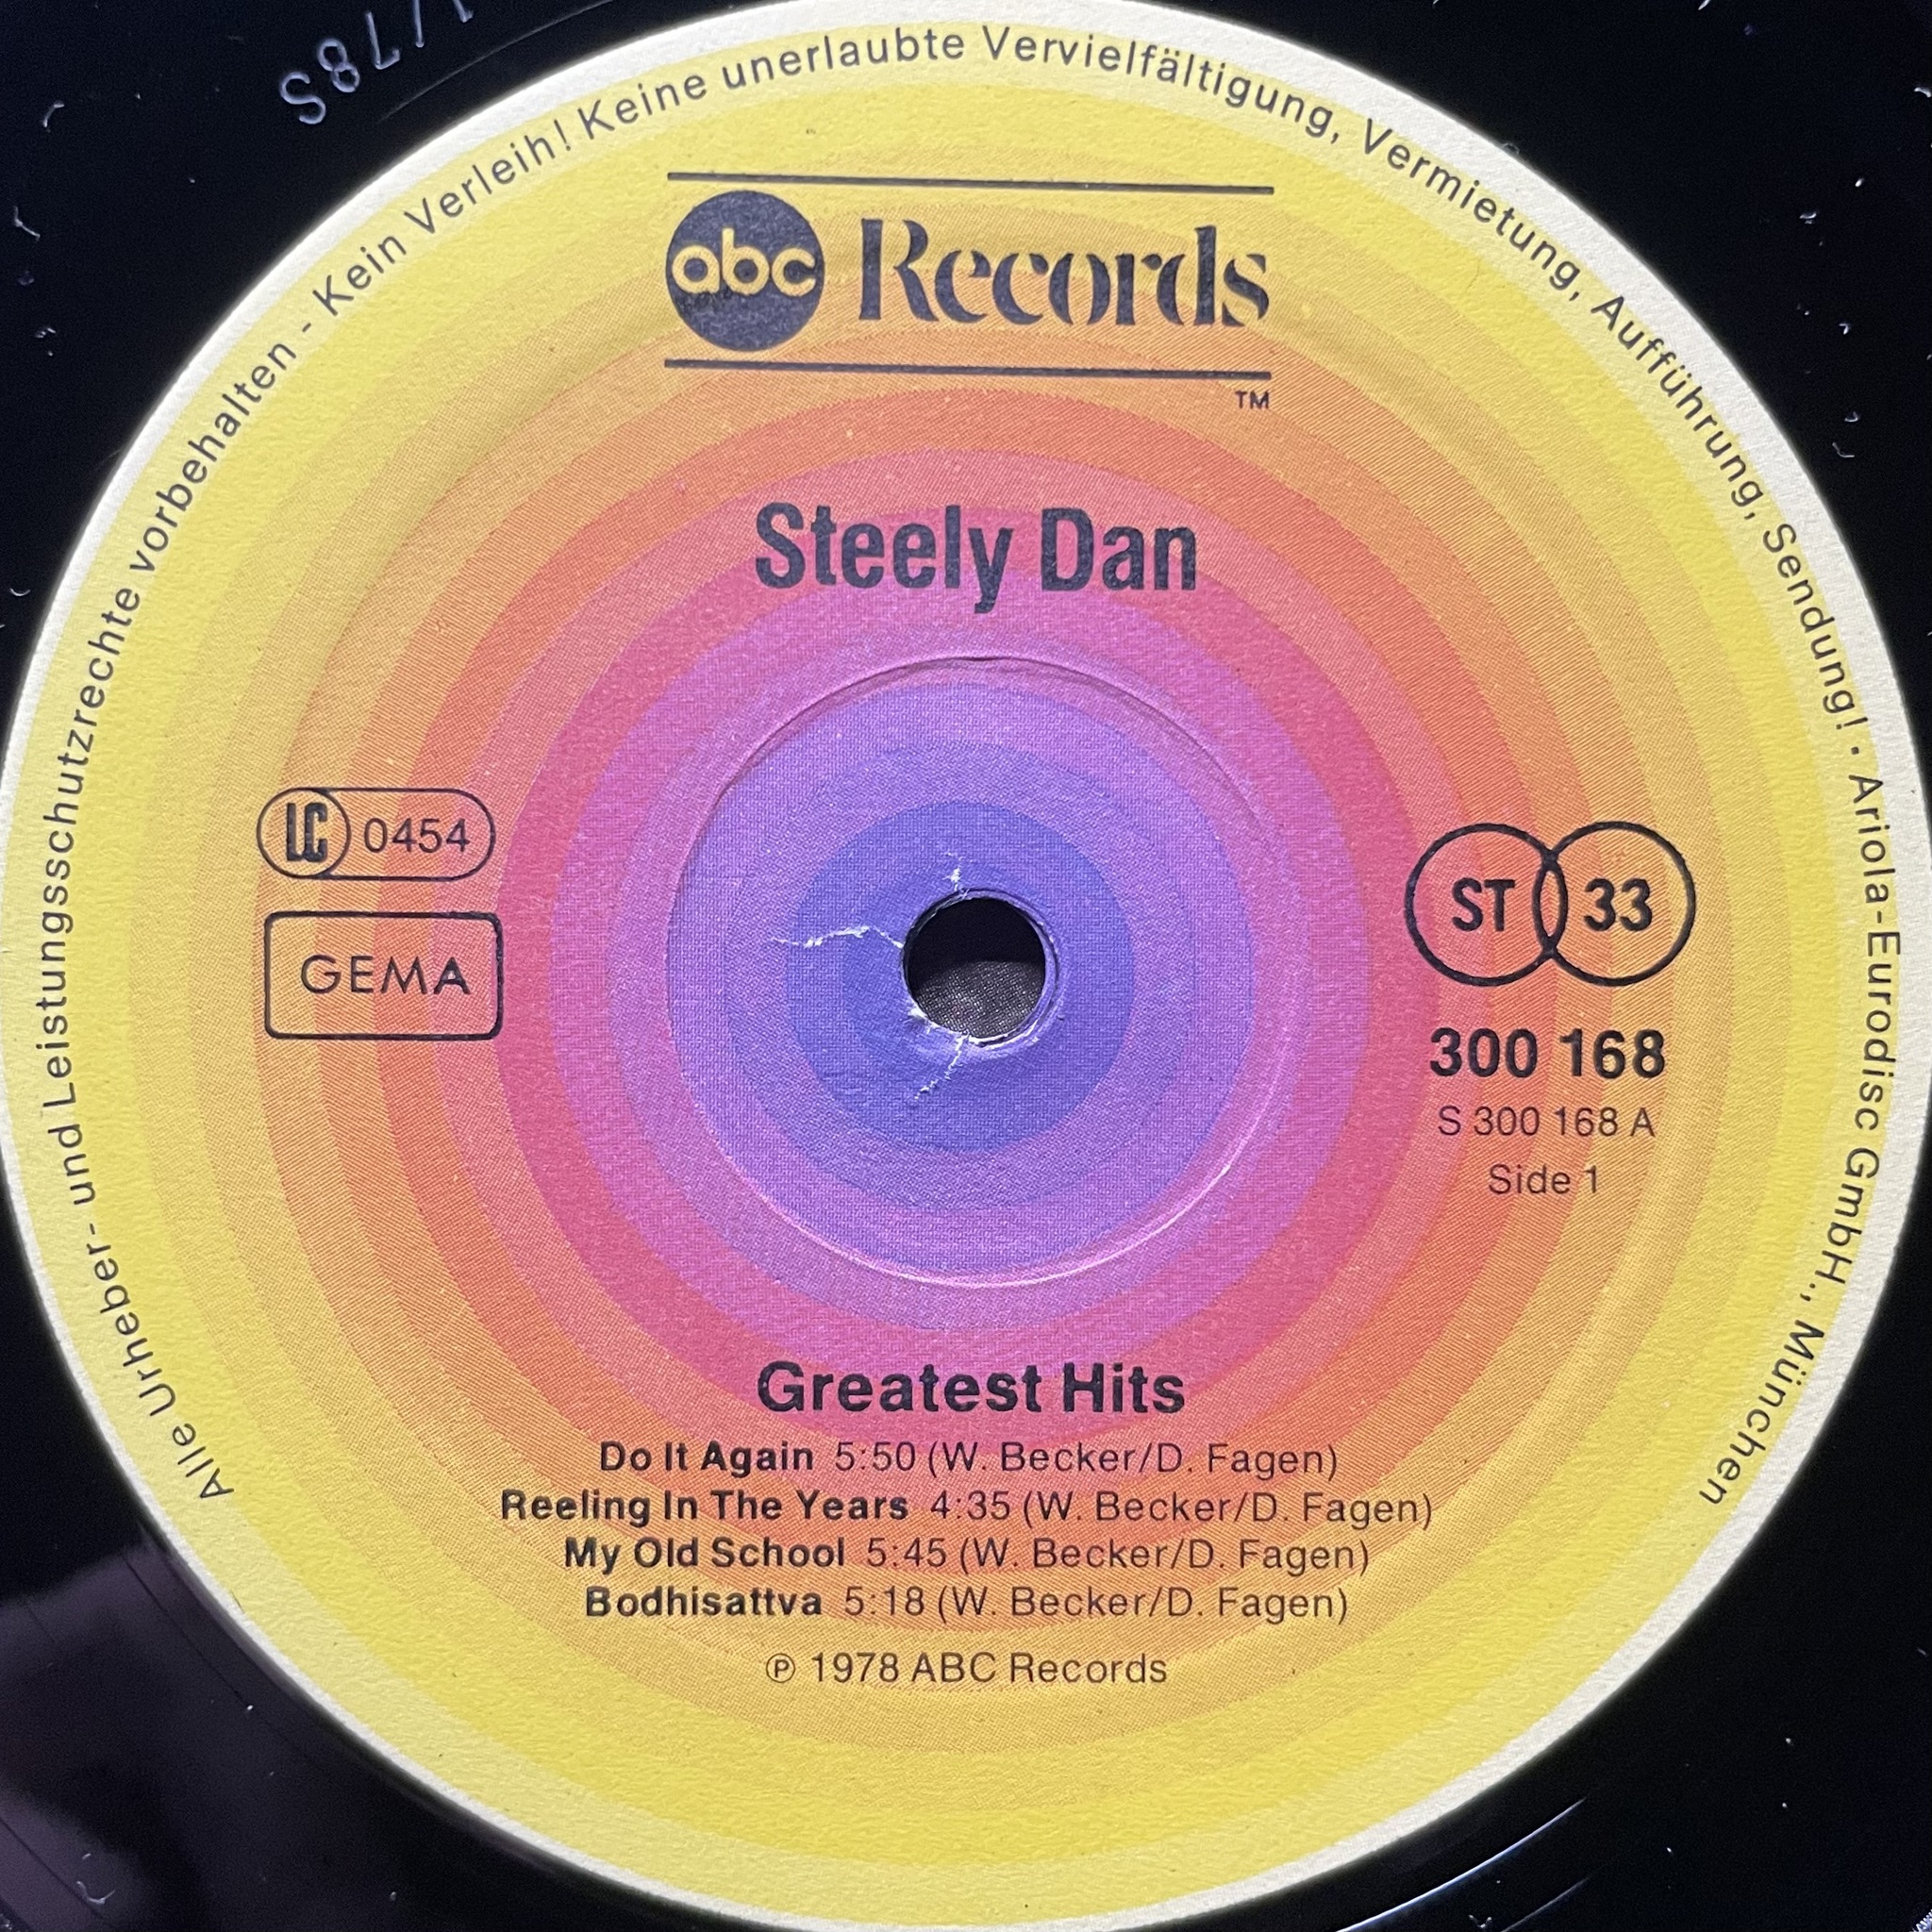 Alle Urheber- und Leistungsschutzrechte vorbehalten - Kein Verleih! Keine unerlaubte Vervielfältigung, Vermietung, Aufführung, Sendung! · Ariola-Eurodisc GmbH., München
abc Records
TM
Steely Dan
LC 0454
GEMA
ST 33
300 168
S 300 168 A
Side 1
Greatest Hits
Do It Again 5:50 (W. Becker/D. Fagen)
Reeling In The Years 4:35 (W. Becker/D. Fagen)
My Old School 5:45 (W. Becker/D. Fagen)
Bodhisattva 5:18 (W. Becker/D. Fagen)
℗ 1978 ABC Records